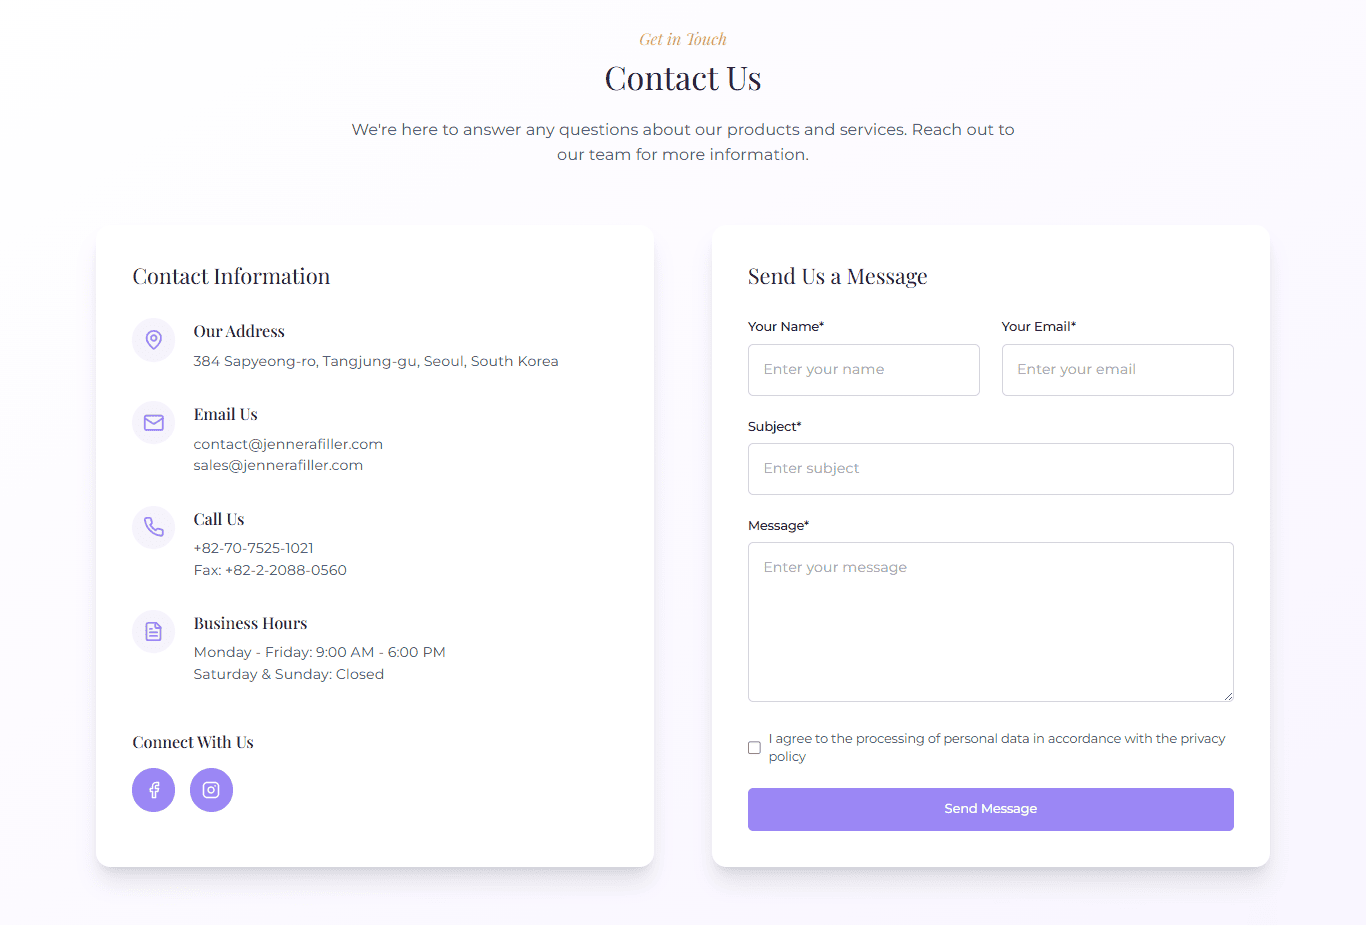 Get in Touch
Contact Us
We're here to answer any questions about our products and services. Reach out to
our team for more information.
Contact Information
Our Address
384 Sapyeong-ro, Tangjung-gu, Seoul, South Korea
Email Us
contact@jennerafiller.com
sales@jennerafiller.com
Call Us
+82-70-7525-1021
Fax: +82-2-2088-0560
Business Hours
Monday - Friday: 9:00 AM - 6:00 PM
Saturday & Sunday: Closed
Connect With Us
Send Us a Message
Your Name*
Your Email*
Enter your name
Enter your email
Subject*
Enter subject
Message*
Enter your message
I agree to the processing of personal data in accordance with the privacy
policy
Send Message